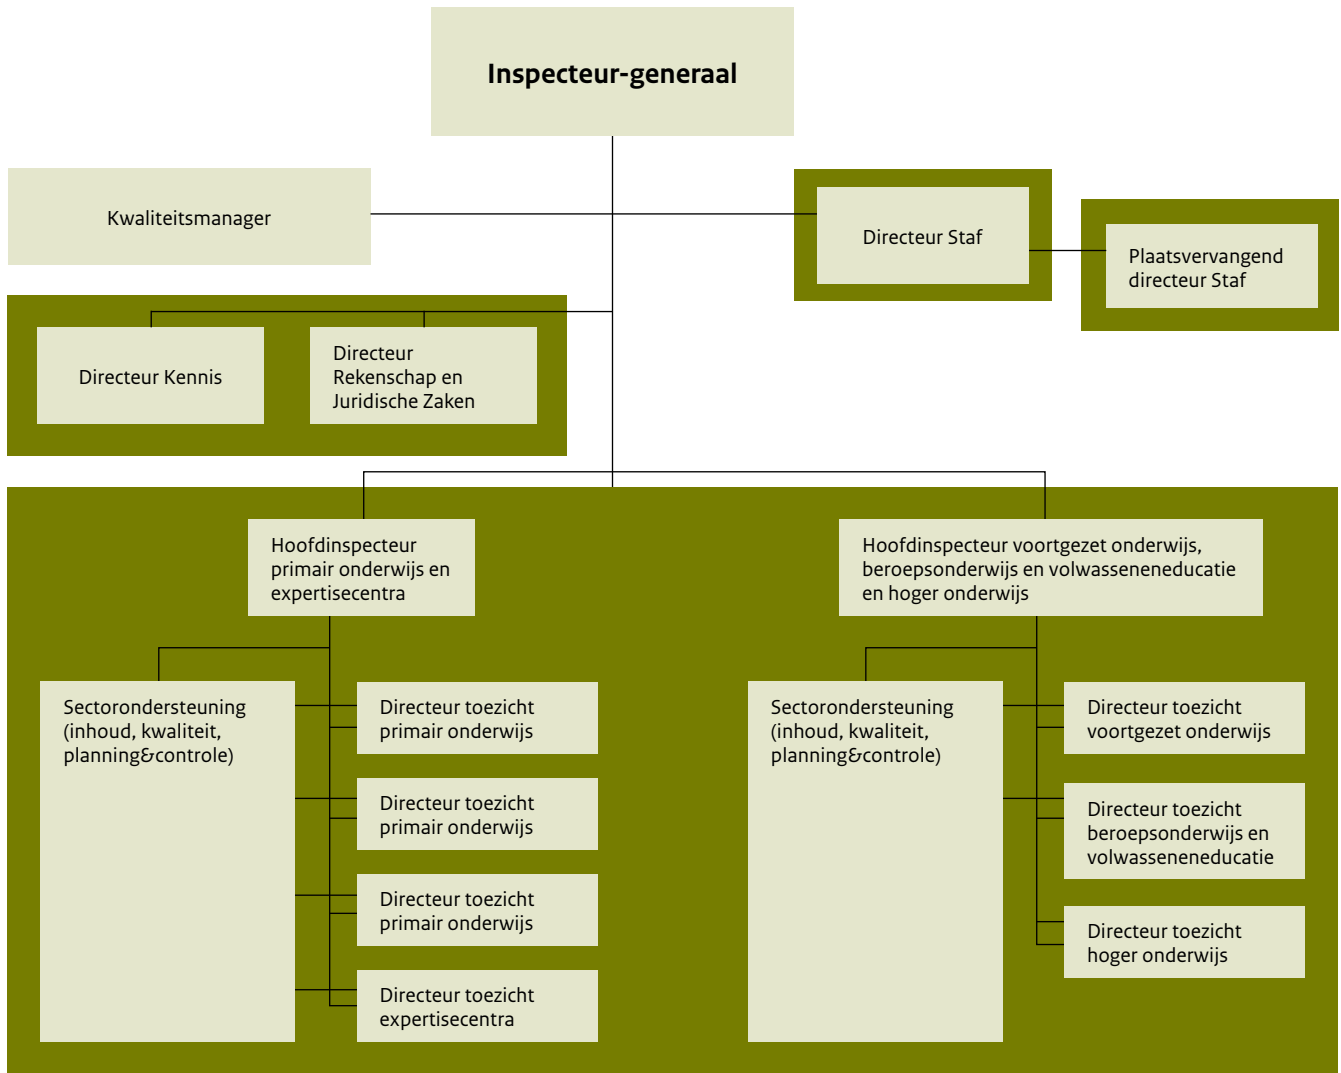 Inspecteur-generaal
Kwaliteitsmanager
Directeur Staf
Plaatsvervangend
directeur Staf
Directeur Kennis
Directeur
Rekenschap en
Juridische Zaken
Hoofdinspecteur
primair onderwijs en
expertisecentra
Hoofdinspecteur voortgezet onderwijs,
beroepsonderwijs en volwasseneneducatie
en hoger onderwijs
Sectorondersteuning
(inhoud, kwaliteit,
planning&controle)
Directeur toezicht
primair onderwijs
Directeur toezicht
primair onderwijs
Directeur toezicht
primair onderwijs
Directeur toezicht
expertisecentra
Sectorondersteuning
(inhoud, kwaliteit,
planning&controle)
Directeur toezicht
voortgezet onderwijs
Directeur toezicht
beroepsonderwijs en
volwasseneneducatie
Directeur toezicht
hoger onderwijs